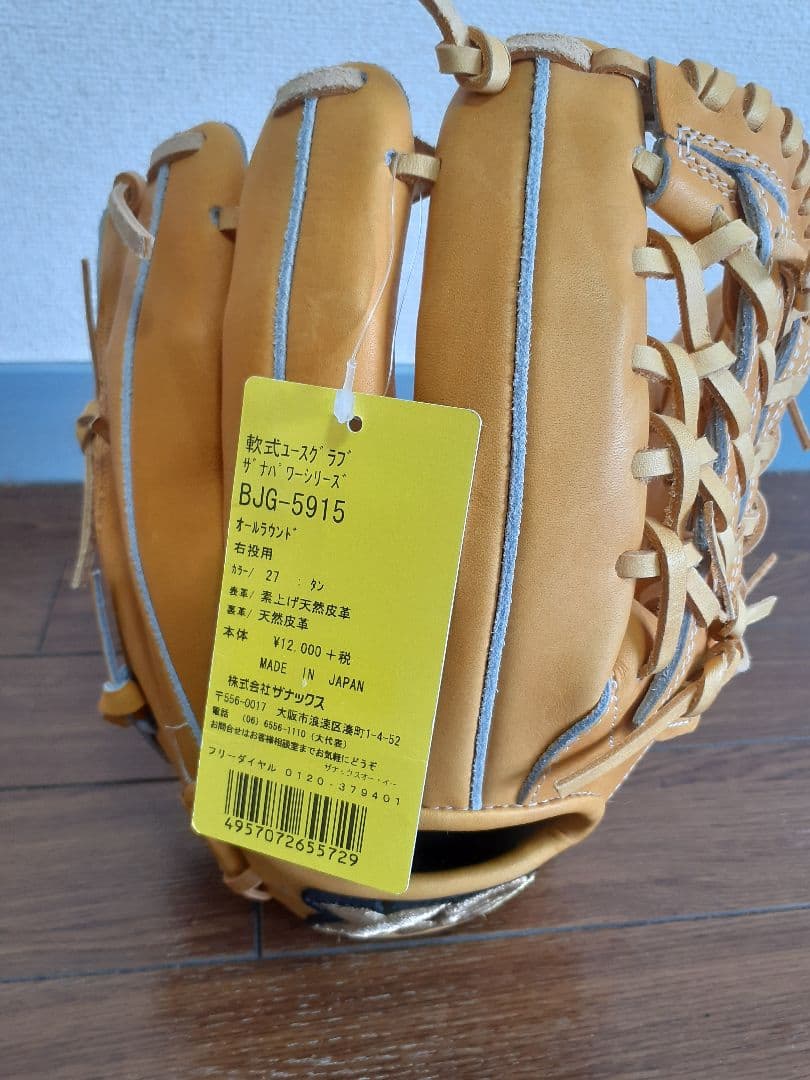 軟式ﾕｰｽｸﾞﾗﾌﾞ
ｻﾞﾅﾊﾟﾜｰｼﾘｰｽﾞ
BJG-5915
ｵｰﾙﾗｳﾝﾄﾞ
右投用
ｶﾗｰ/ 27 : ﾀﾝ
表革/ 素上げ天然皮革
裏革/ 天然皮革
本体 ¥12,000+税
MADE IN JAPAN
株式会社ザナックス
〒556-0017 大阪市浪速区湊町1-4-52
電話 (06) 6556-1110 (大代表)
お問合せはお客様相談室までお気軽にどうぞ
ザナックスオー・イー
フリーダイヤル 0120-379401
4957072655729